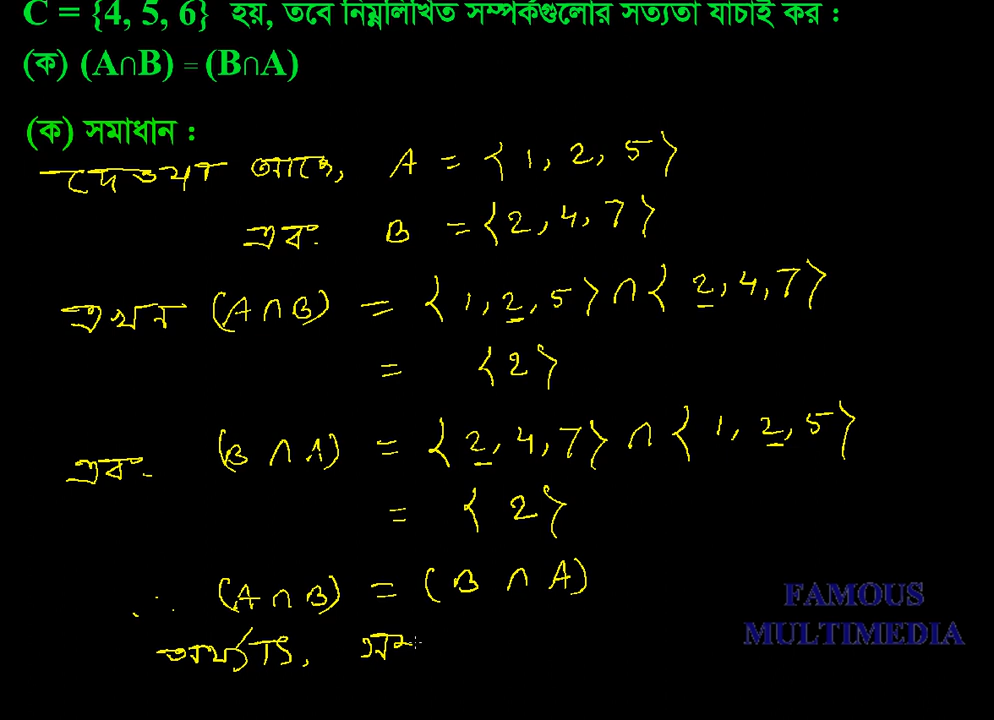 C = {4, 5, 6} হয়, তবে নিম্নলিখিত সম্পর্কগুলোর সত্যতা যাচাই কর :
(ক) (A∩B) = (B∩A)
(ক) সমাধান :
দেওয়া আছে, A = {1, 2, 5}
এবং B = {2, 4, 7}
এখন (A∩B) = {1, 2, 5} ∩ {2, 4, 7}
= {2}
এবং (B ∩ A) = {2, 4, 7} ∩ {1, 2, 5}
= {2}
∴ (A ∩ B) = (B ∩ A)
অর্থাৎ, সম
FAMOUS
MULTIMEDIA